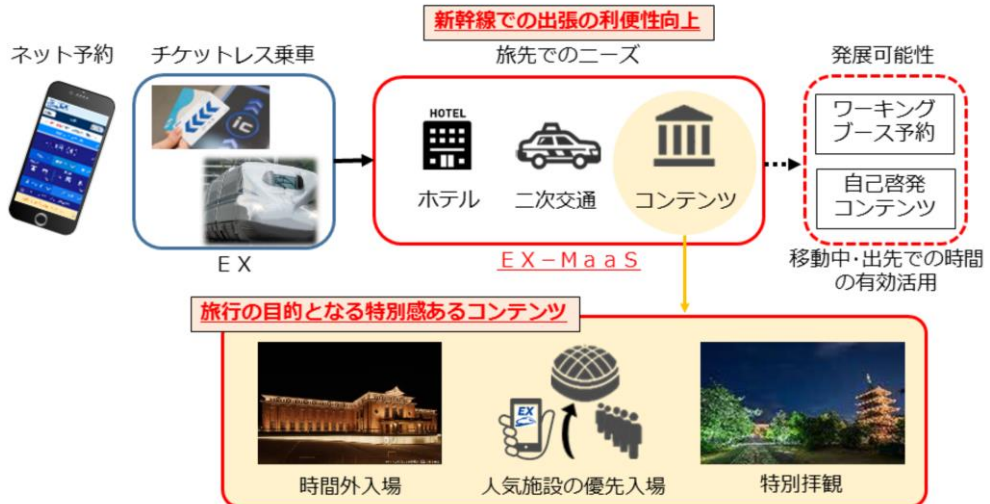 新幹線での出張の利便性向上
ネット予約
チケットレス乗車
旅先でのニーズ
発展可能性
ic
HOTEL
ホテル
二次交通
コンテンツ
ワーキング
ブース予約
自己啓発
コンテンツ
EX
EX-MaaS
移動中・出先での時間
の有効活用
旅行の目的となる特別感あるコンテンツ
EX
時間外入場
人気施設の優先入場
特別拝観